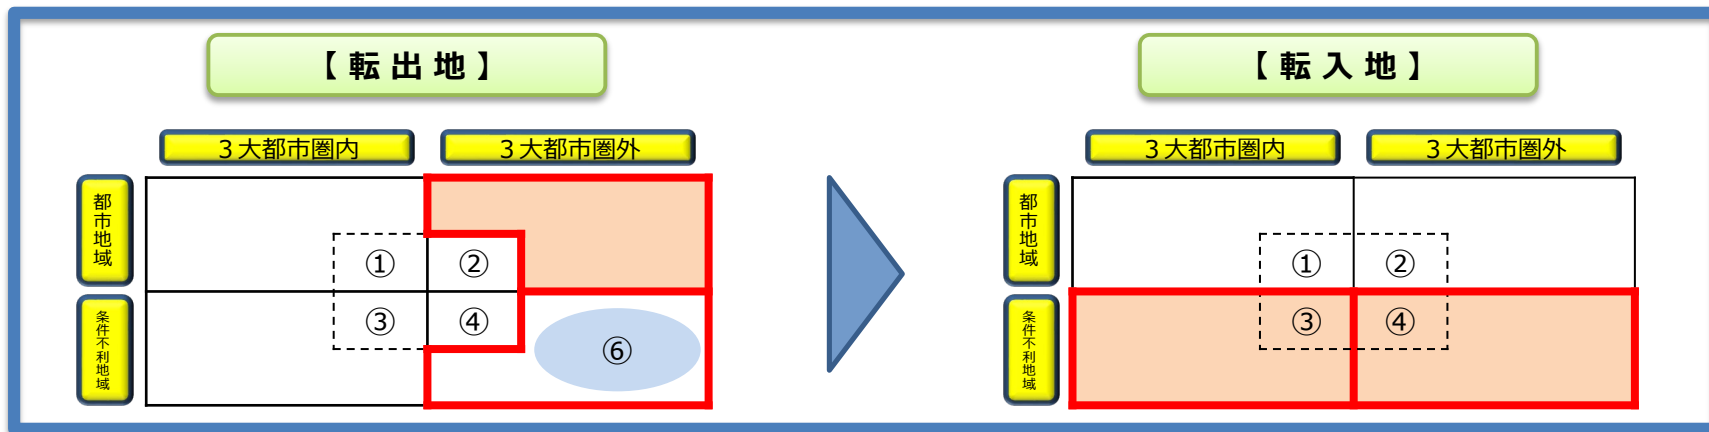 【 転 出 地 】
３大都市圏内
３大都市圏外
都市地域
条件不利地域
①
②
③
④
⑥
【 転 入 地 】
３大都市圏内
３大都市圏外
都市地域
条件不利地域
①
②
③
④